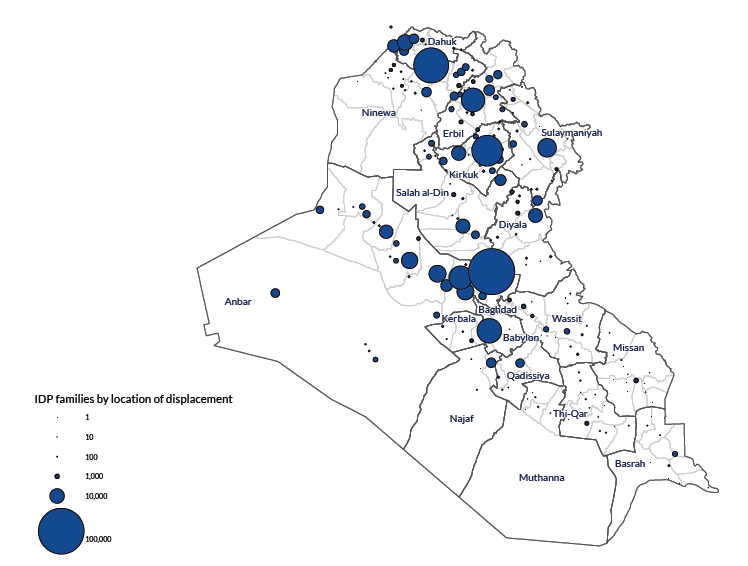 Dahuk
Ninewa
Erbil
Sulaymaniyah
Kirkuk
Salah al-Din
Diyala
Anbar
Baghdad
Kerbala
Wassit
Babylon
Missan
Qadissiya
Najaf
Thi-Qar
Basrah
Muthanna
IDP families by location of displacement
1
10
100
1,000
10,000
100,000